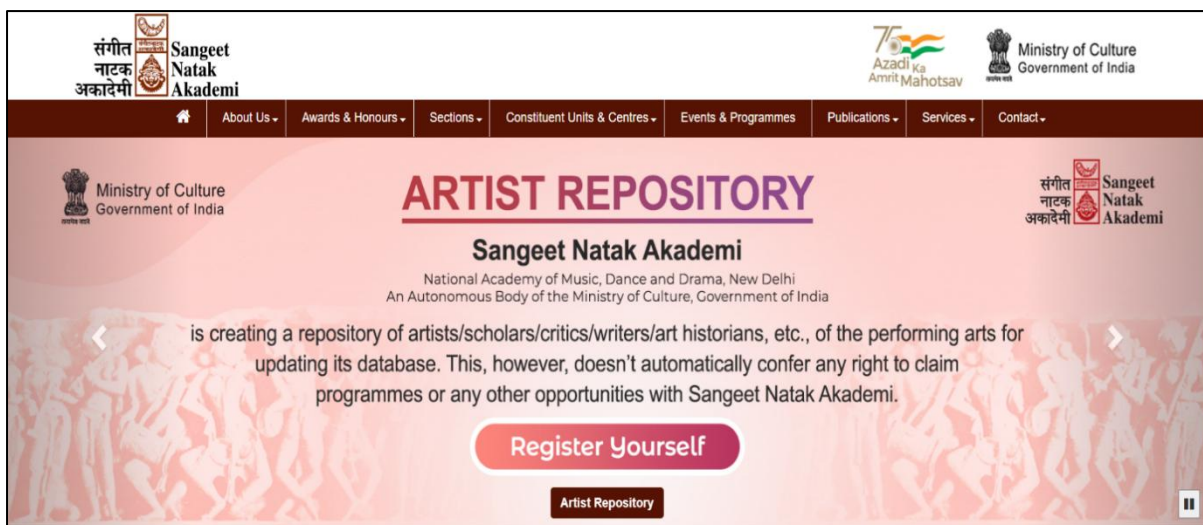 संगीत
नाटक
अकादेमी
Sangeet
Natak
Akademi
75
Azadi Ka
Amrit Mahotsav
Ministry of Culture
Government of India
About Us
Awards & Honours
Sections
Constituent Units & Centres
Events & Programmes
Publications
Services
Contact
Ministry of Culture
Government of India
ARTIST REPOSITORY
संगीत
नाटक
अकादेमी
Sangeet
Natak
Akademi
Sangeet Natak Akademi
National Academy of Music, Dance and Drama, New Delhi
An Autonomous Body of the Ministry of Culture, Government of India
is creating a repository of artists/scholars/critics/writers/art historians, etc., of the performing arts for
updating its database. This, however, doesn't automatically confer any right to claim
programmes or any other opportunities with Sangeet Natak Akademi.
Register Yourself
Artist Repository